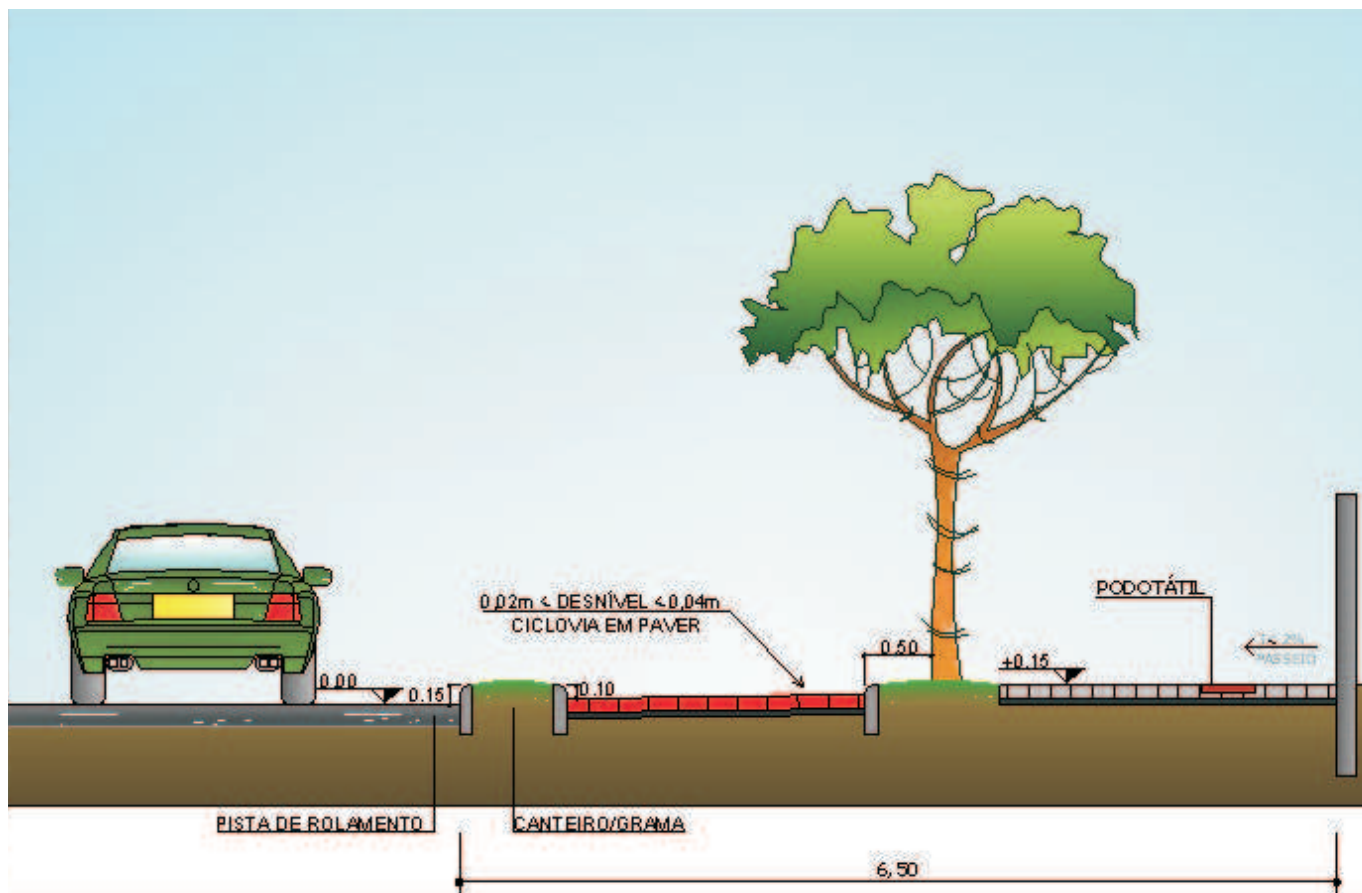 0,02m < DESNÍVEL < 0,04m
CICLOVIA EM PAVER
PODOTÁTIL
PASSEIO
0.50
+0.15
0.00
0.15
0.10
PISTA DE ROLAMENTO
CANTEIRO/GRAMA
6,50